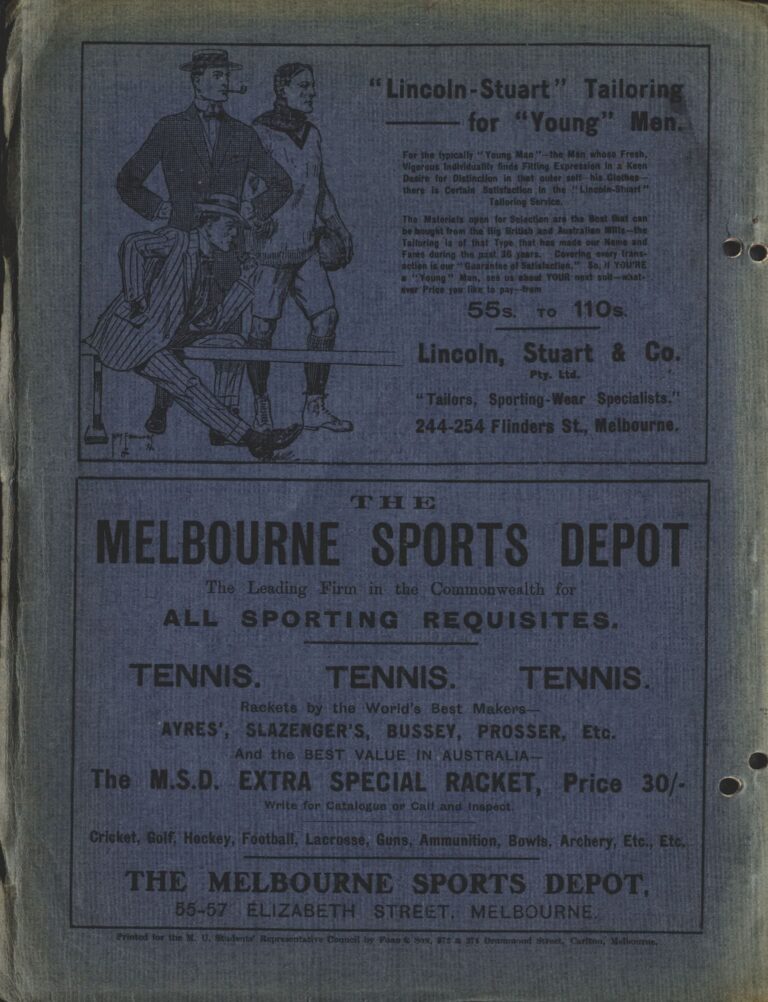 "Lincoln-Stuart" Tailoring
for "Young" Men.
For the typically "Young Man"—the Man whose Fresh,
Vigorous Individuality finds Fitting Expression in a Keen
Desire for Distinction in that outer self—his Clothes—
there is Certain Satisfaction in the "Lincoln-Stuart"
Tailoring Service.
The Materials open for Selection are the Best that can
be bought from the Big British and Australian Mills—the
Tailoring is of that Type that has made our Name and
Fame during the past 26 years. Covering every trans-
action is our "Guarantee of Satisfaction." So, if YOU'RE
a "Young" Man, see us about YOUR next suit—what-
ever Price you like to pay—from
55s. TO 110s.
Lincoln, Stuart & Co.
Pty. Ltd.
"Tailors, Sporting-Wear Specialists."
244-254 Flinders St., Melbourne.
THE
MELBOURNE SPORTS DEPOT
The Leading Firm in the Commonwealth for
ALL SPORTING REQUISITES.
TENNIS. TENNIS. TENNIS.
Rackets by the World's Best Makers—
AYRES', SLAZENGER'S, BUSSEY, PROSSER, Etc.
And the BEST VALUE IN AUSTRALIA—
The M.S.D. EXTRA SPECIAL RACKET, Price 30/-
Write for Catalogue or Call and Inspect.
Cricket, Golf, Hockey, Football, Lacrosse, Guns, Ammunition, Bowls, Archery, Etc., Etc.
THE MELBOURNE SPORTS DEPOT,
55-57 ELIZABETH STREET, MELBOURNE.
Printed for the M. U. Students' Representative Council by & Son, 372 & 374 Drummond Street, Carlton, Melbourne.